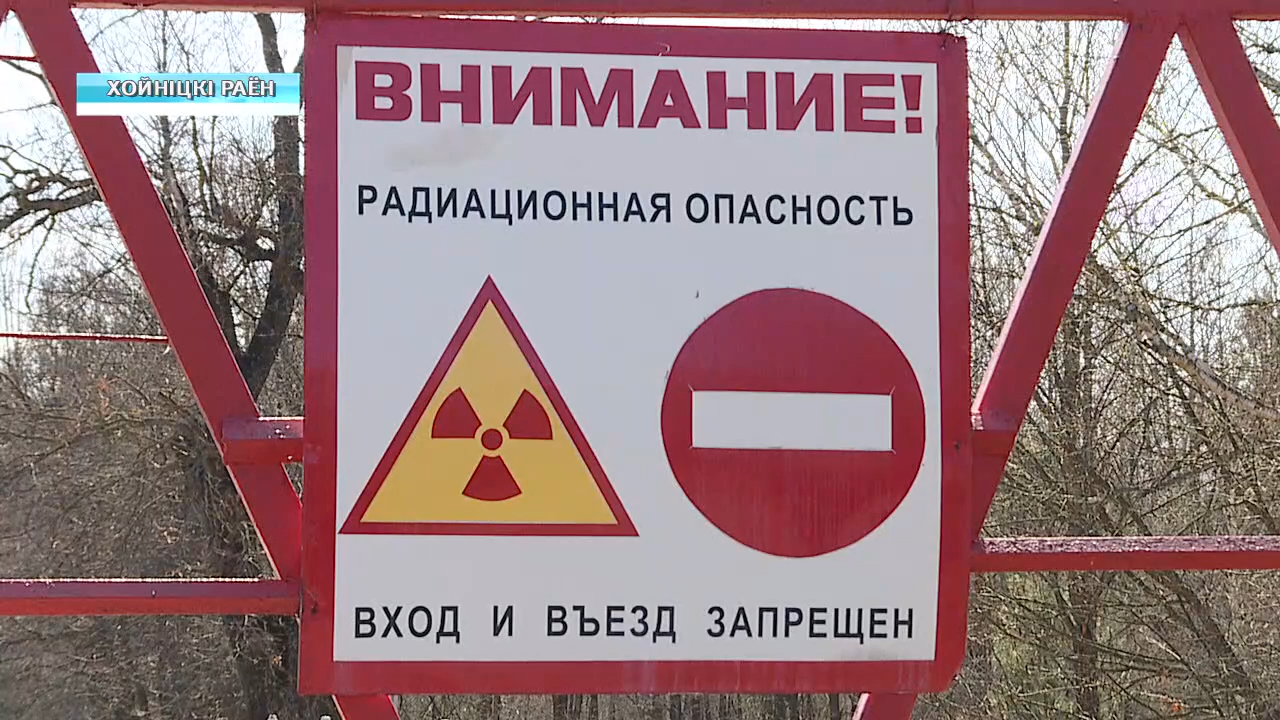 ХОЙНІЦКІ РАЁН
ВНИМАНИЕ!
РАДИАЦИОННАЯ ОПАСНОСТЬ
ВХОД И ВЪЕЗД ЗАПРЕЩЕН